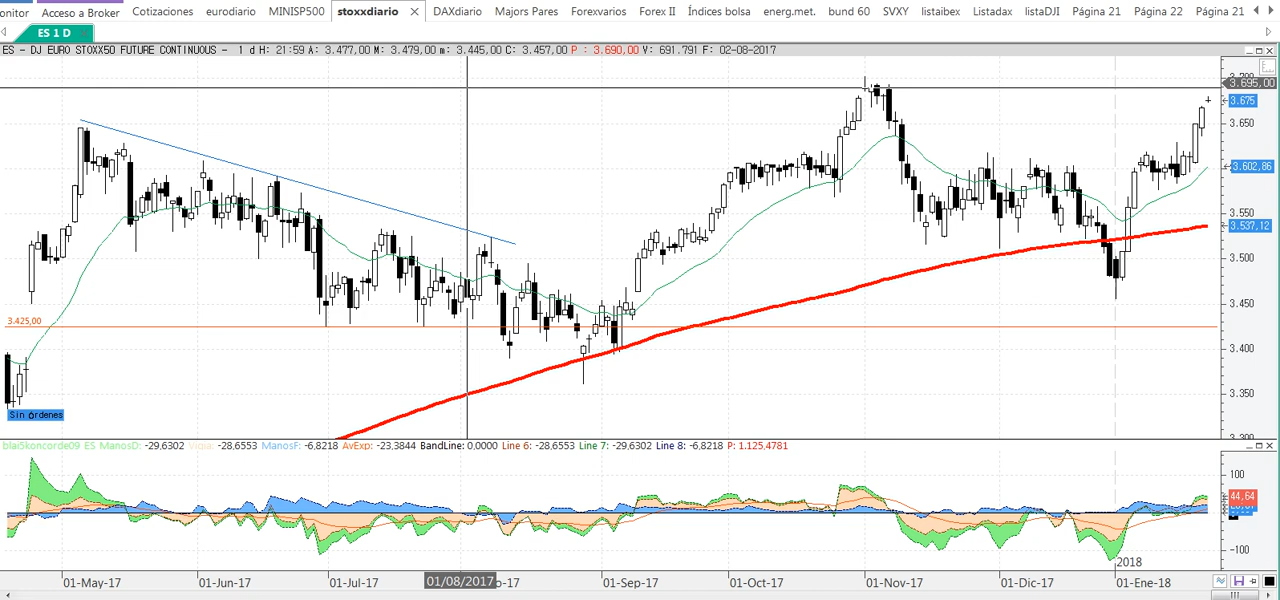 onitor Acceso a Broker Cotizaciones eurodiario MINISP500 stoxxdiario DAXdiario Majors Pares Forexvarios Forex II Índices bolsa energ.met. bund 60 SVXY listaibex Listadax listaDJI Página 21 Página 22 Página 21
ES 1 D
ES - DJ EURO STOXX50 FUTURE CONTINUOUS - 1 d H: 21:59 A: 3.477,00 M: 3.479,00 m: 3.445,00 C: 3.457,00 P : 3.690,00 V: 691.791 F: 02-08-2017
3.700
3.695,00
3.675
3.650
3.602,86
3.550
3.537,12
3.500
3.450
3.425,00
3.400
3.350
Sin órdenes
3.300
blai5koncorde09 ES ManosD: -29,6302 Vigia -28,6553 ManosF: -6,8218 AvExp: -23,3844 BandLine: 0,0000 Line 6: -28,6553 Line 7: -29,6302 Line 8: -6,8218 P: 1.125,4781
100
44,64
-100
2018
01-May-17 01-Jun-17 01-Jul-17 01/08/2017 o-17 01-Sep-17 01-Oct-17 01-Nov-17 01-Dic-17 01-Ene-18